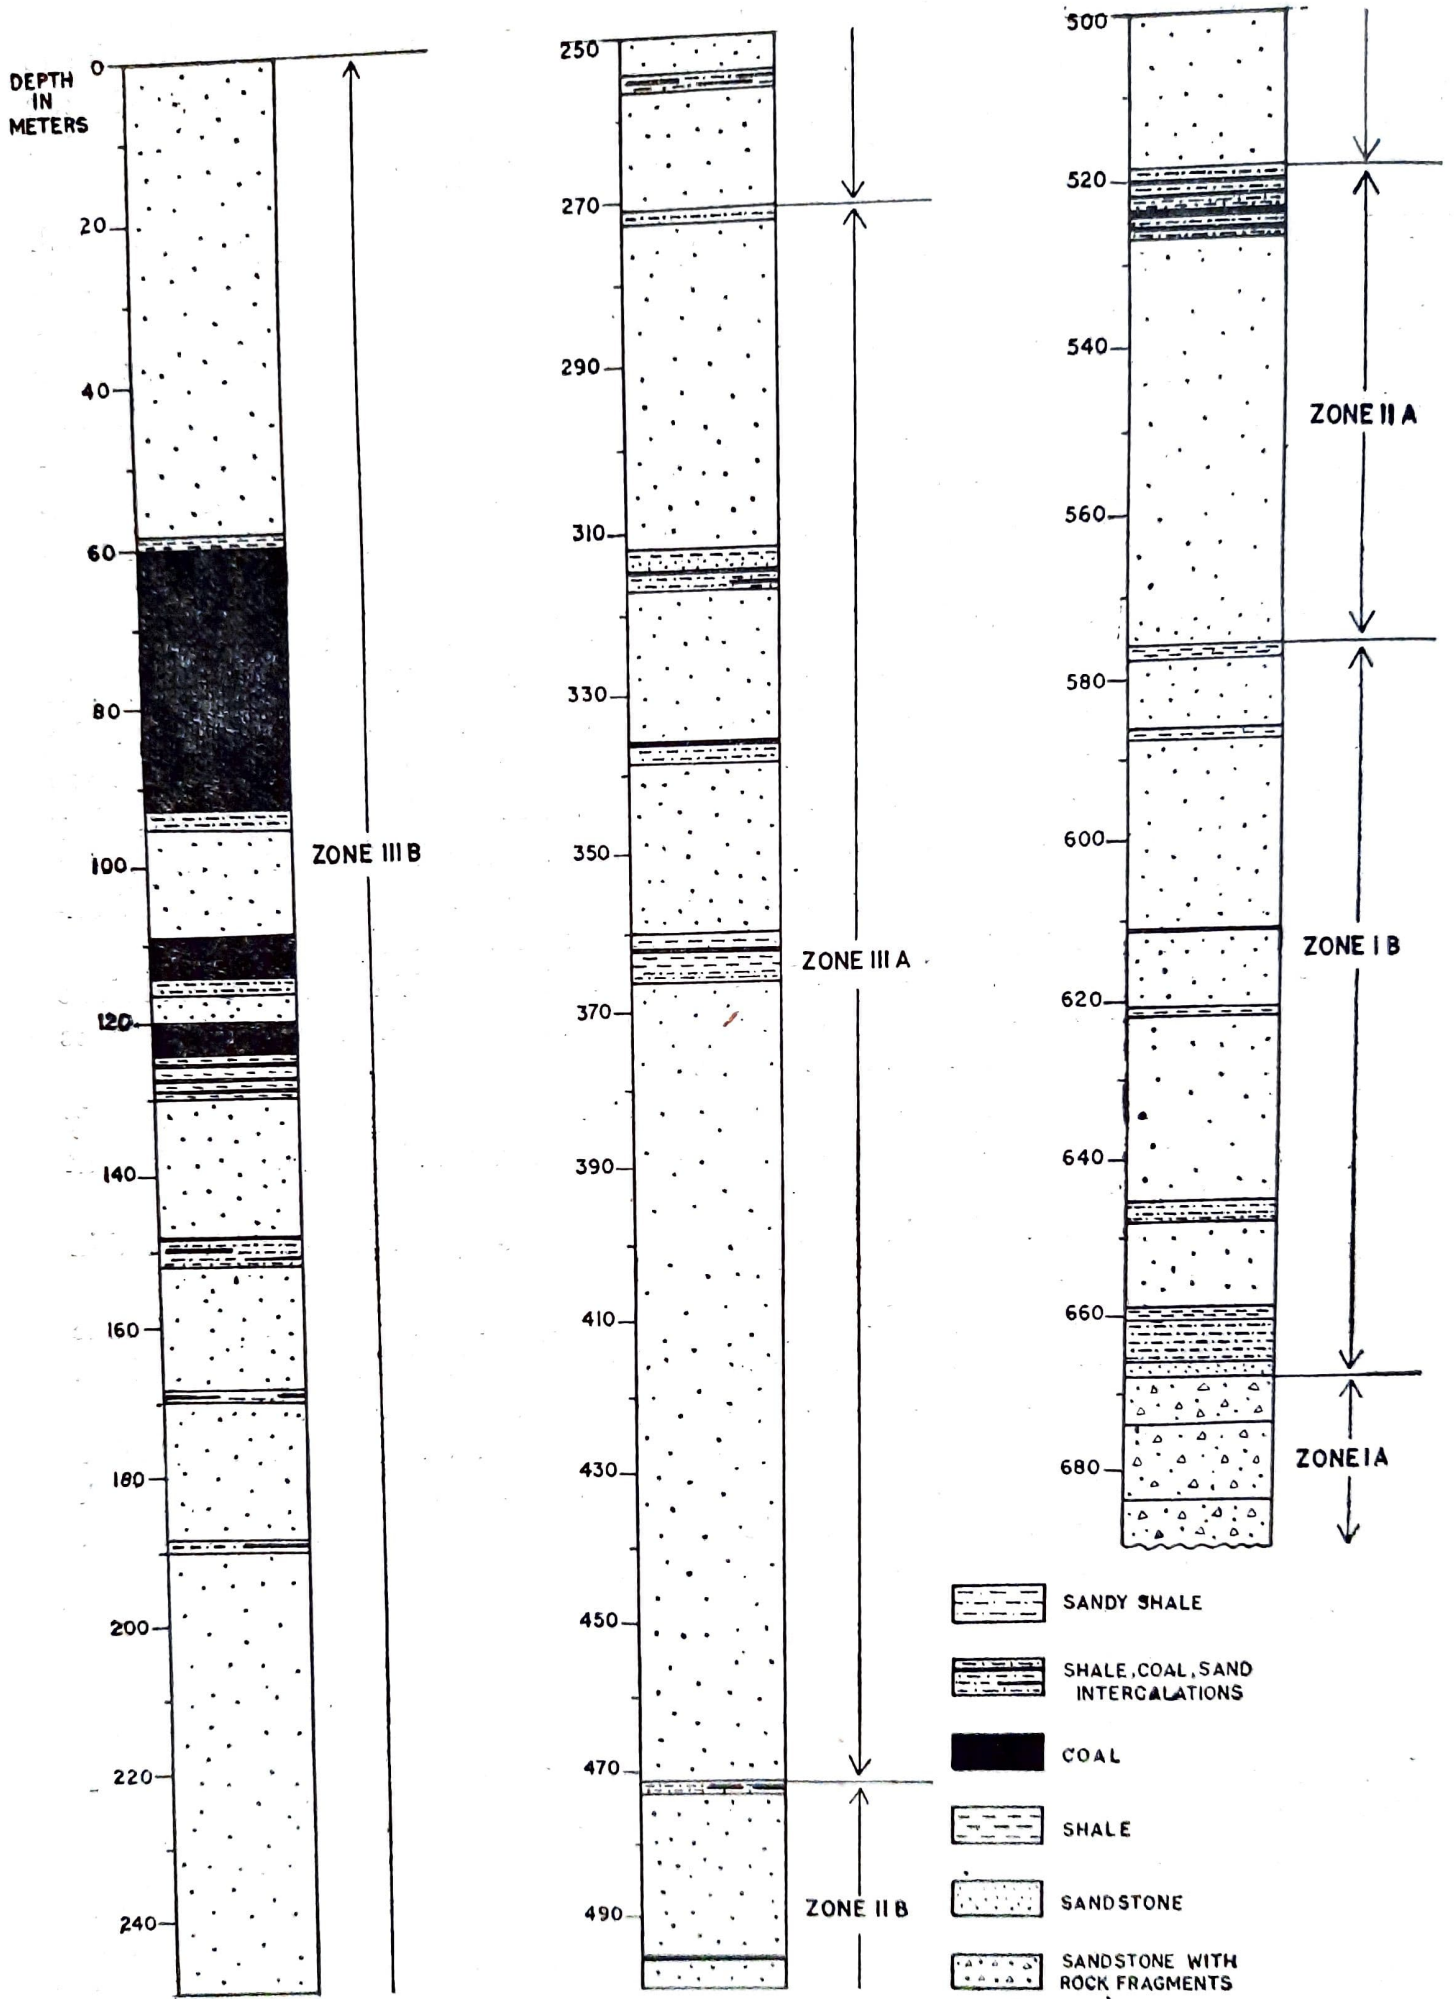 DEPTH
IN
METERS
0
20
40
60
80
100
120
140
160
180
200
220
240
ZONE III B
250
270
290
310
330
350
370
390
410
430
450
470
490
ZONE III A
ZONE II B
500
520
540
560
580
600
620
640
660
680
ZONE II A
ZONE I B
ZONE I A
SANDY SHALE
SHALE, COAL, SAND
INTERCALATIONS
COAL
SHALE
SANDSTONE
SANDSTONE WITH
ROCK FRAGMENTS